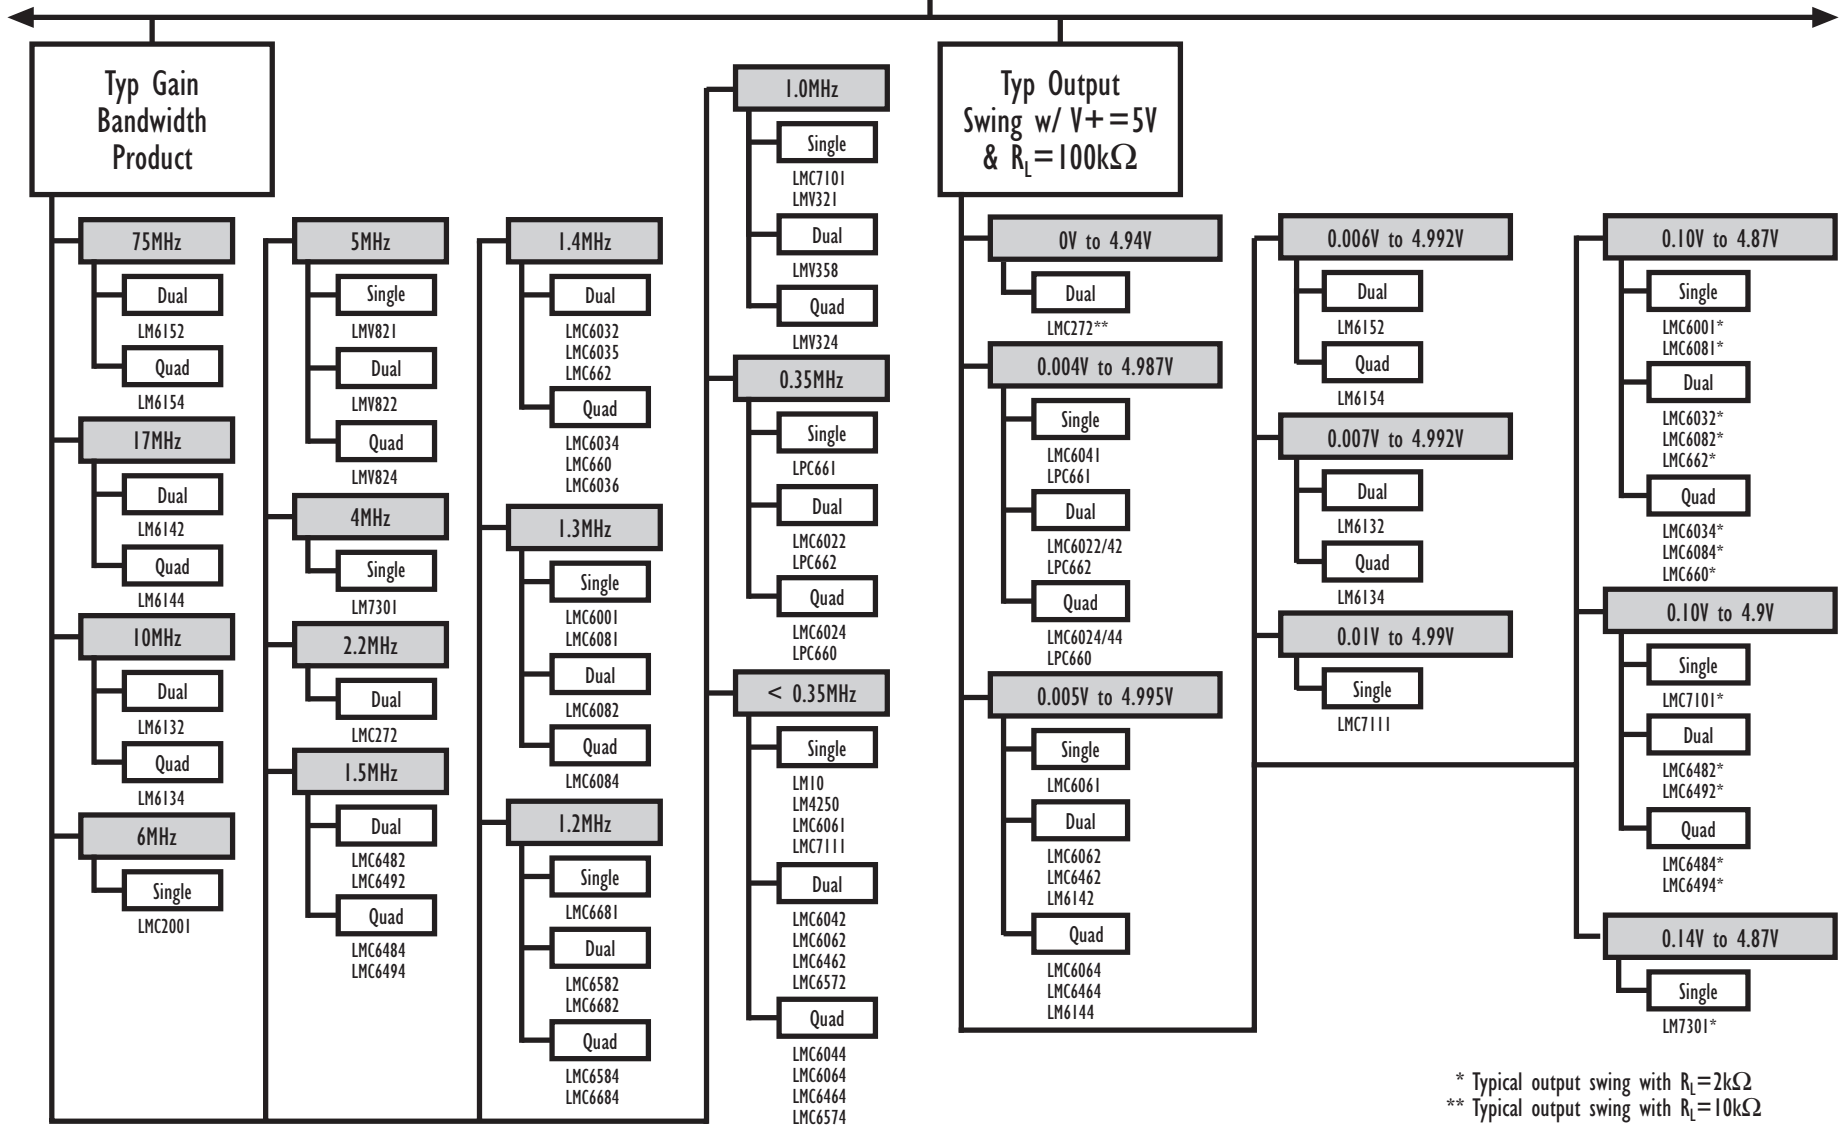 Typ Gain
Bandwidth
Product
75MHz
Dual
LM6152
Quad
LM6154
17MHz
Dual
LM6142
Quad
LM6144
10MHz
Dual
LM6132
Quad
LM6134
6MHz
Single
LMC2001
5MHz
Single
LMV821
Dual
LMV822
Quad
LMV824
4MHz
Single
LM7301
2.2MHz
Dual
LMC272
1.5MHz
Dual
LMC6482
LMC6492
Quad
LMC6484
LMC6494
1.4MHz
Dual
LMC6032
LMC6035
LMC662
Quad
LMC6034
LMC660
LMC6036
1.3MHz
Single
LMC6001
LMC6081
Dual
LMC6082
Quad
LMC6084
1.2MHz
Single
LMC6681
Dual
LMC6582
LMC6682
Quad
LMC6584
LMC6684
1.0MHz
Single
LMC7101
LMV321
Dual
LMV358
Quad
LMV324
0.35MHz
Single
LPC661
Dual
LMC6022
LPC662
Quad
LMC6024
LPC660
< 0.35MHz
Single
LM10
LM4250
LMC6061
LMC7111
Dual
LMC6042
LMC6062
LMC6462
LMC6572
Quad
LMC6044
LMC6064
LMC6464
LMC6574
Typ Output
Swing w/ V+=5V
& RL=100kΩ
0V to 4.94V
Dual
LMC272**
0.004V to 4.987V
Single
LMC6041
LPC661
Dual
LMC6022/42
LPC662
Quad
LMC6024/44
LPC660
0.005V to 4.995V
Single
LMC6061
Dual
LMC6062
LMC6462
LM6142
Quad
LMC6064
LMC6464
LM6144
0.006V to 4.992V
Dual
LM6152
Quad
LM6154
0.007V to 4.992V
Dual
LM6132
Quad
LM6134
0.01V to 4.99V
Single
LMC7111
0.10V to 4.87V
Single
LMC6001*
LMC6081*
Dual
LMC6032*
LMC6082*
LMC662*
Quad
LMC6034*
LMC6084*
LMC660*
0.10V to 4.9V
Single
LMC7101*
Dual
LMC6482*
LMC6492*
Quad
LMC6484*
LMC6494*
0.14V to 4.87V
Single
LM7301*
* Typical output swing with RL=2kΩ
** Typical output swing with RL=10kΩ